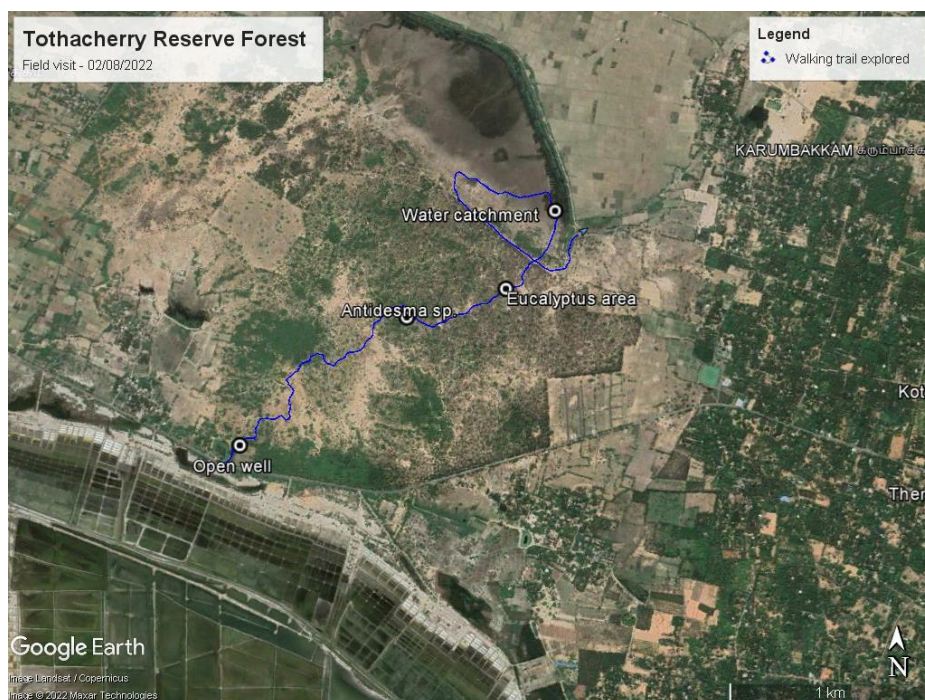 Tothacherry Reserve Forest
Field visit - 02/08/2022
Legend
Walking trail explored
KARUMBAKKAM
Water catchment
Eucalyptus area
Antidesma sp.
Kot
Open well
Ther
Google Earth
N
Image Landsat / Copernicus
Image © 2022 Maxar Technologies
1 km